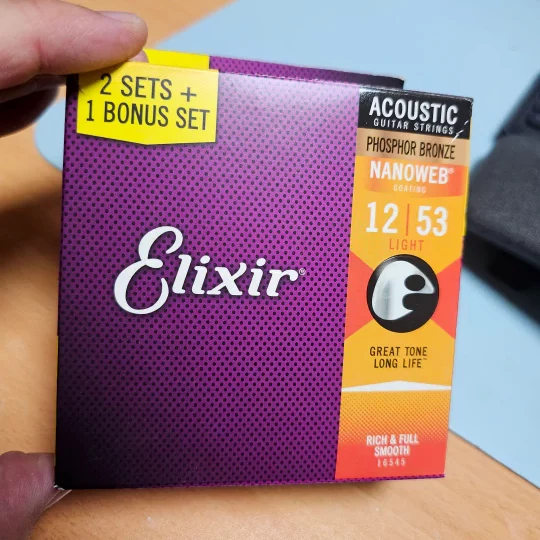 2 SETS +
1 BONUS SET
Elixir®
ACOUSTIC
GUITAR STRINGS
PHOSPHOR BRONZE
NANOWEB®
COATING
12 | 53
LIGHT
GREAT TONE
LONG LIFE™
RICH & FULL
SMOOTH
16545